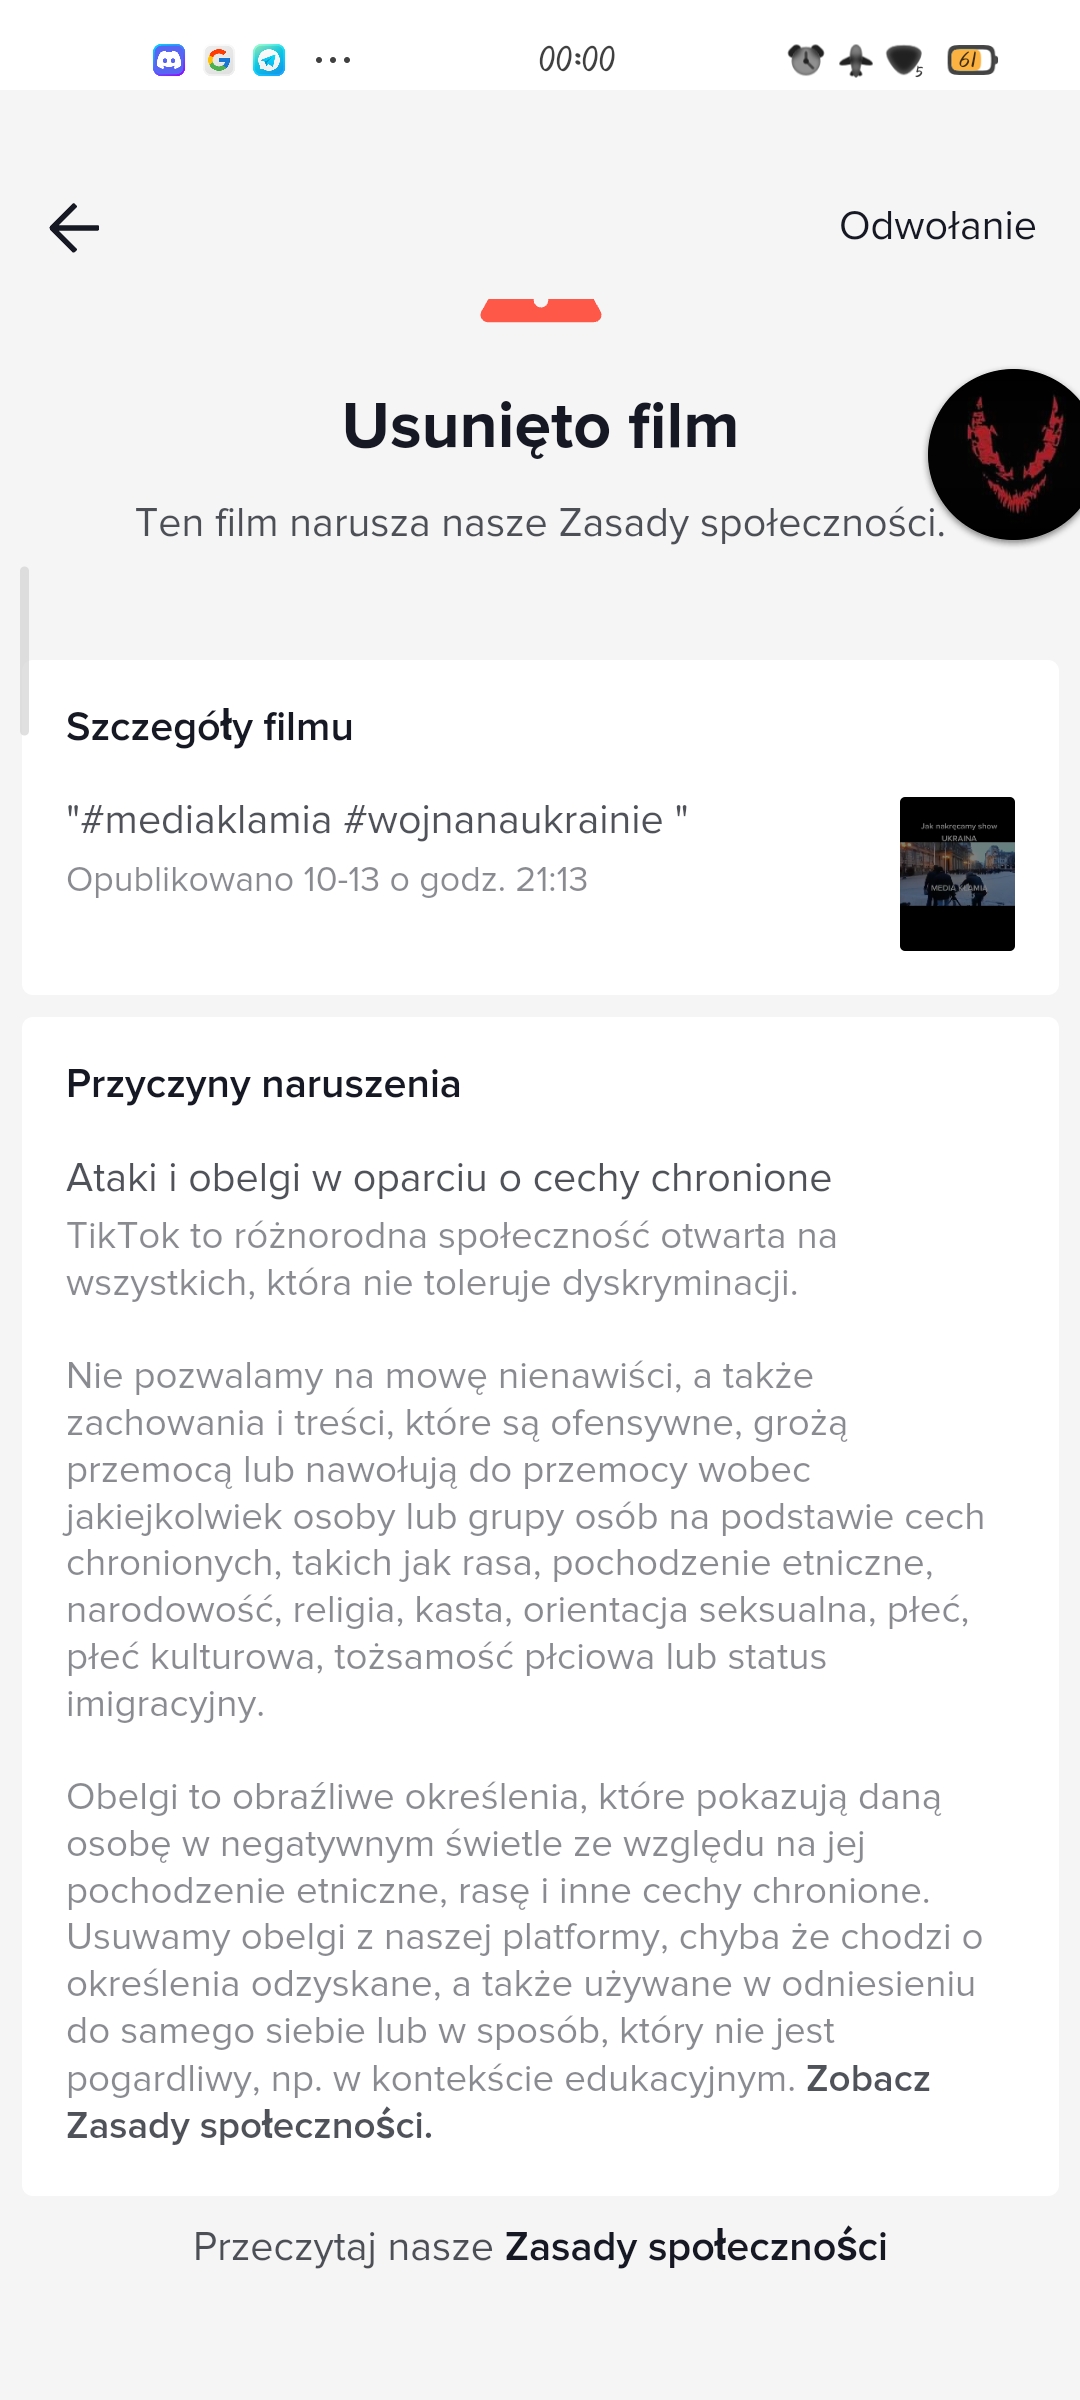 00:00
5
61
Odwołanie
Usunięto film
Ten film narusza nasze Zasady społeczności.
Szczegóły filmu
"#mediaklamia #wojnanaukrainie "
Opublikowano 10-13 o godz. 21:13
Jak nakręcamy show
UKRAINA
MEDIA KŁAMIA
Przyczyny naruszenia
Ataki i obelgi w oparciu o cechy chronione
TikTok to różnorodna społeczność otwarta na
wszystkich, która nie toleruje dyskryminacji.
Nie pozwalamy na mowę nienawiści, a także
zachowania i treści, które są ofensywne, grożą
przemocą lub nawołują do przemocy wobec
jakiejkolwiek osoby lub grupy osób na podstawie cech
chronionych, takich jak rasa, pochodzenie etniczne,
narodowość, religia, kasta, orientacja seksualna, płeć,
płeć kulturowa, tożsamość płciowa lub status
imigracyjny.
Obelgi to obraźliwe określenia, które pokazują daną
osobę w negatywnym świetle ze względu na jej
pochodzenie etniczne, rasę i inne cechy chronione.
Usuwamy obelgi z naszej platformy, chyba że chodzi o
określenia odzyskane, a także używane w odniesieniu
do samego siebie lub w sposób, który nie jest
pogardliwy, np. w kontekście edukacyjnym. Zobacz
Zasady społeczności.
Przeczytaj nasze Zasady społeczności